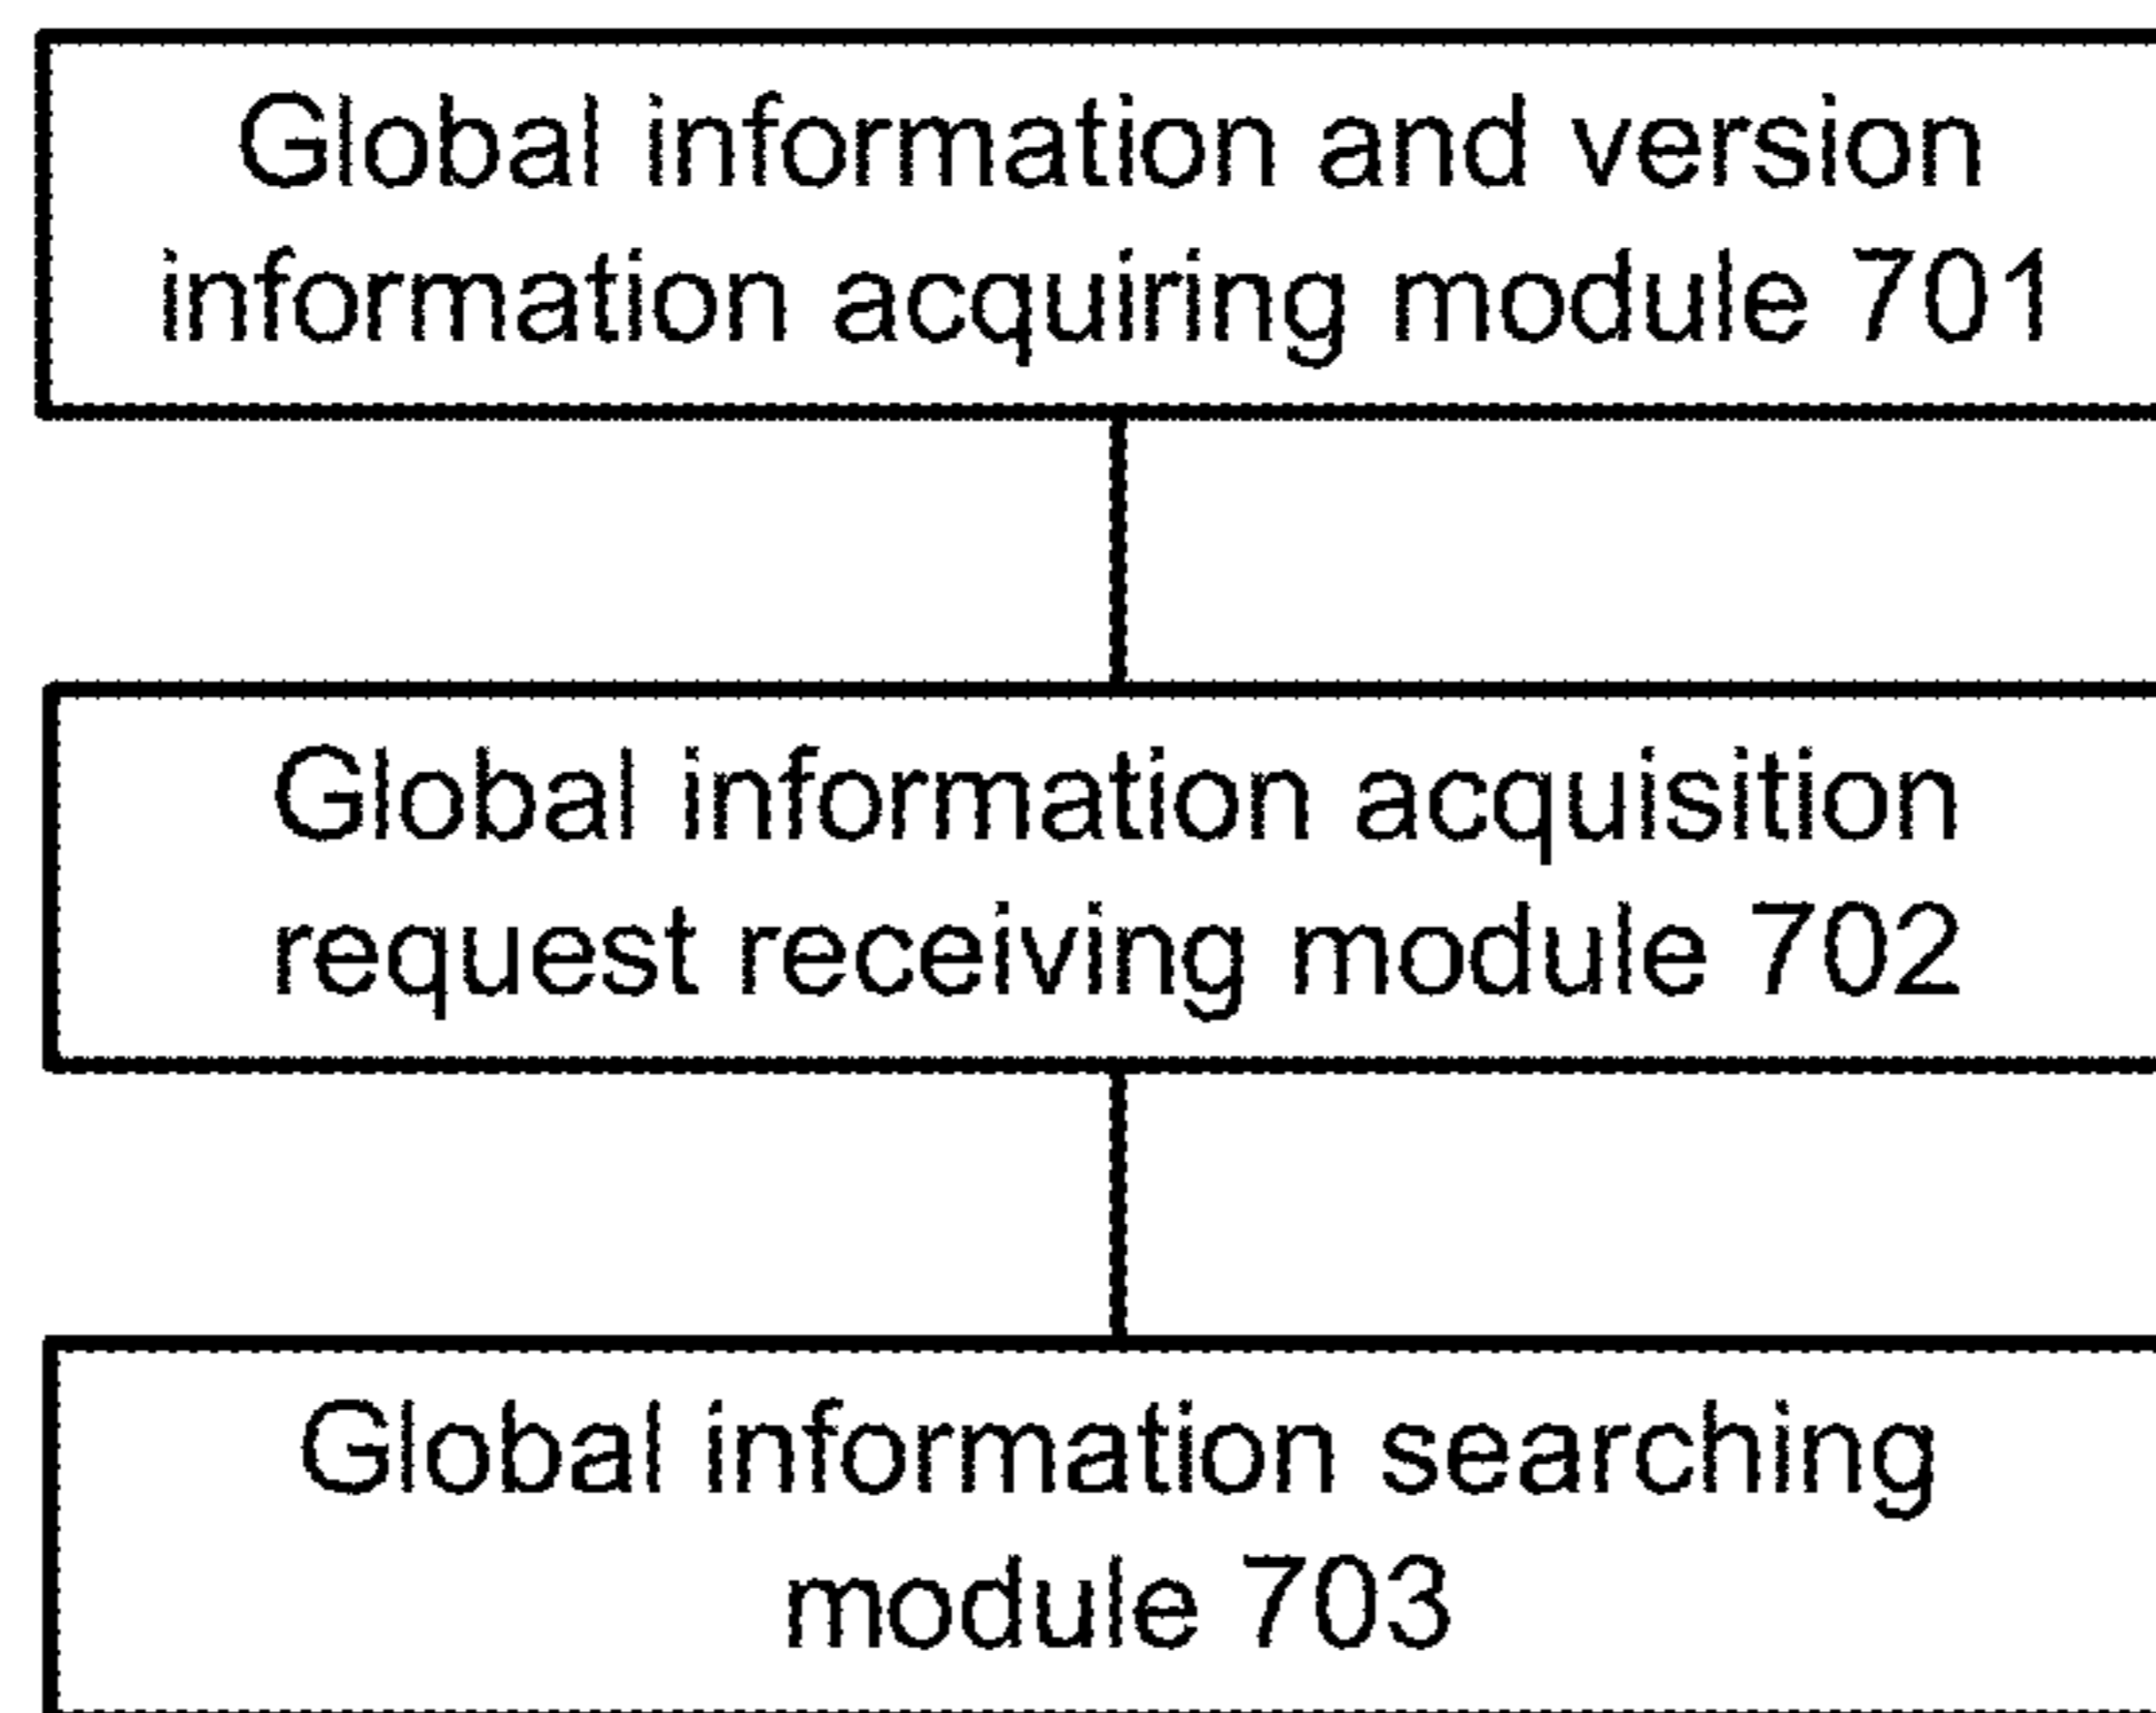 Global information and version
information acquiring module 701
Global information acquisition
request receiving module 702
Global information searching
module 703